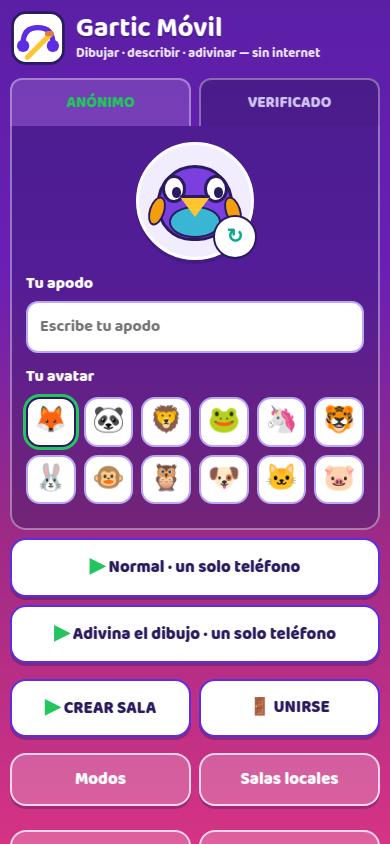 Gartic Móvil
Dibujar · describir · adivinar — sin internet
ANÓNIMO
VERIFICADO
Tu apodo
Escribe tu apodo
Tu avatar
Normal · un solo teléfono
Adivina el dibujo · un solo teléfono
CREAR SALA
UNIRSE
Modos
Salas locales